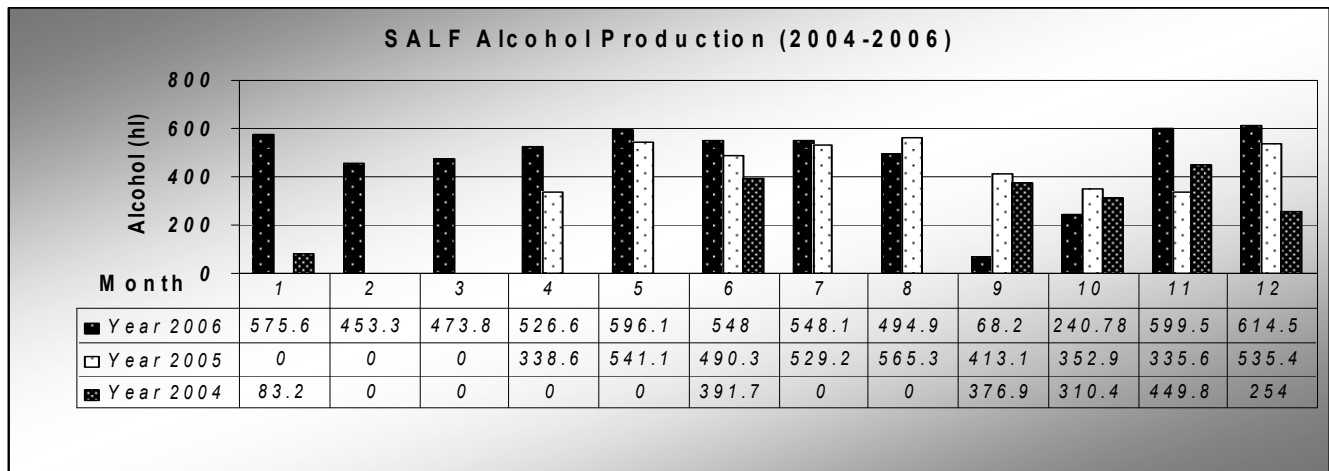 SALF Alcohol Production (2004-2006)
Alcohol (hl)
800
600
400
200
0
Month 1 2 3 4 5 6 7 8 9 10 11 12
Year 2006 575.6 453.3 473.8 526.6 596.1 548 548.1 494.9 68.2 240.78 599.5 614.5
Year 2005 0 0 0 338.6 541.1 490.3 529.2 565.3 413.1 352.9 335.6 535.4
Year 2004 83.2 0 0 0 0 391.7 0 0 376.9 310.4 449.8 254